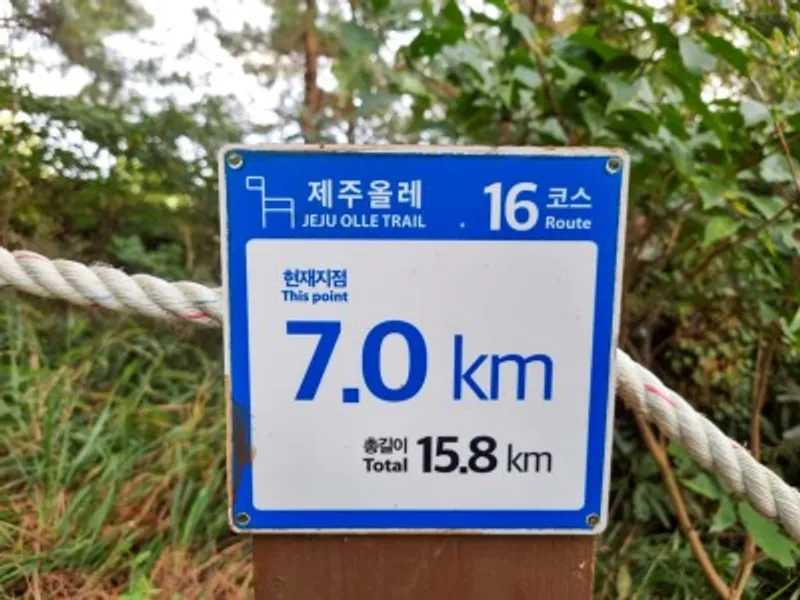 제주올레
JEJU OLLE TRAIL
16 코스
Route
현재지점
This point
7.0 km
총길이
Total 15.8 km